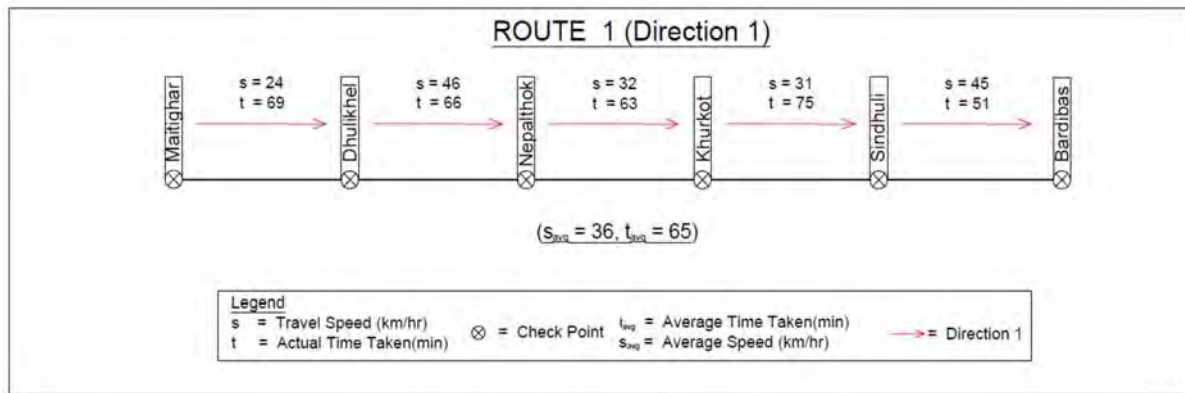 ROUTE 1 (Direction 1)
s = 24
t = 69
s = 46
t = 66
s = 32
t = 63
s = 31
t = 75
s = 45
t = 51
Maitighar
Dhulikhel
Nepalthok
Khurkot
Sindhuli
Bardibas
(savg = 36, tavg = 65)
Legend
s = Travel Speed (km/hr)
t = Actual Time Taken(min)
= Check Point
tavg = Average Time Taken(min)
savg = Average Speed (km/hr)
= Direction 1